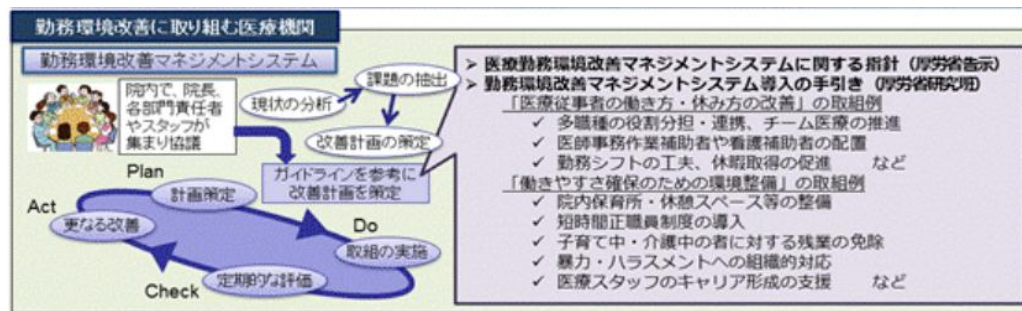 勤務環境改善に取り組む医療機関
勤務環境改善マネジメントシステム
院内で、院長、
各部門責任者
やスタッフが
集まり協議
現状の分析
課題の抽出
改善計画の策定
ガイドラインを参考に
改善計画を策定
Plan
計画策定
Do
取組の実施
Check
定期的な評価
Act
更なる改善
➢ 医療勤務環境改善マネジメントシステムに関する指針(厚労省告示)
➢ 勤務環境改善マネジメントシステム導入の手引き(厚労省研究班)
「医療従事者の働き方・休み方の改善」の取組例
✓ 多職種の役割分担・連携、チーム医療の推進
✓ 医師事務作業補助者や看護補助者の配置
✓ 勤務シフトの工夫、休暇取得の促進 など
「働きやすさ確保のための環境整備」の取組例
✓ 院内保育所・休憩スペース等の整備
✓ 短時間正職員制度の導入
✓ 子育て中・介護中の者に対する残業の免除
✓ 暴力・ハラスメントへの組織的対応
✓ 医療スタッフのキャリア形成の支援 など